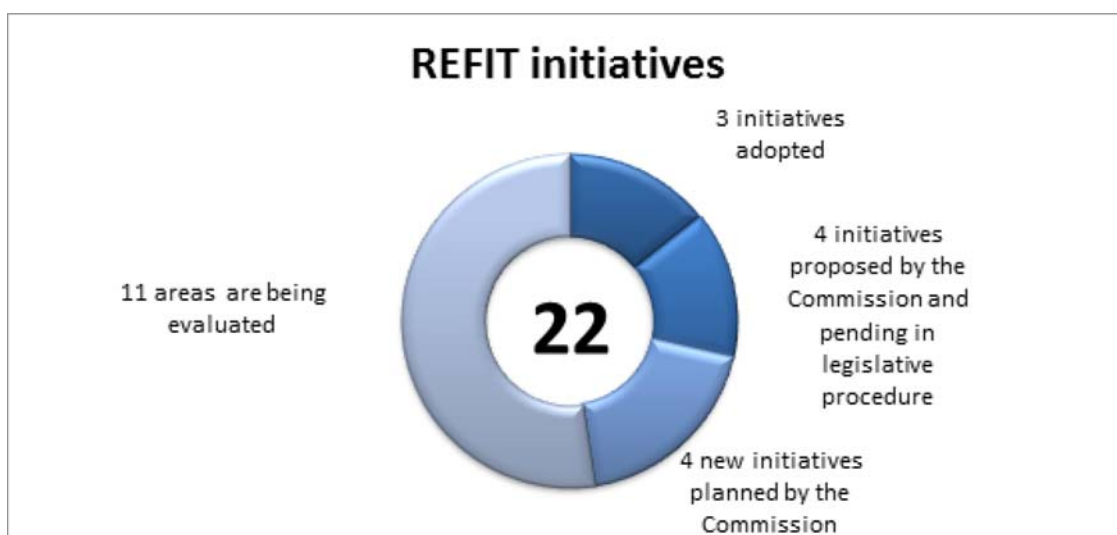 REFIT initiatives
3 initiatives
adopted
4 initiatives
proposed by the
Commission and
pending in
legislative
procedure
11 areas are being
evaluated
22
4 new initiatives
planned by the
Commission